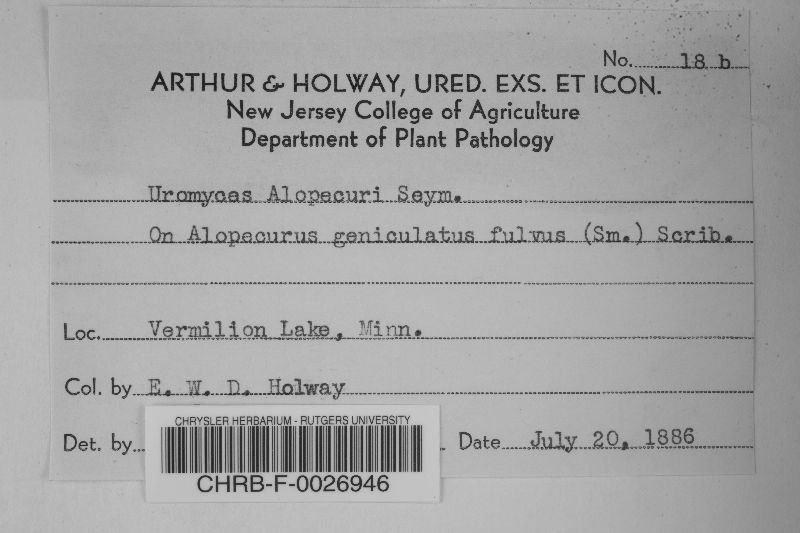 No. 18 b
ARTHUR & HOLWAY, URED. EXS. ET ICON.
New Jersey College of Agriculture
Department of Plant Pathology
Uromyces Alopecuri Seym.
On Alopecurus geniculatus fulvus (Sm.) Scrib.
Loc. Vermilion Lake, Minn.
Col. by E. W. D. Holway
Det. by Date July 20, 1886
CHRYSLER HERBARIUM - RUTGERS UNIVERSITY
CHRB-F-0026946